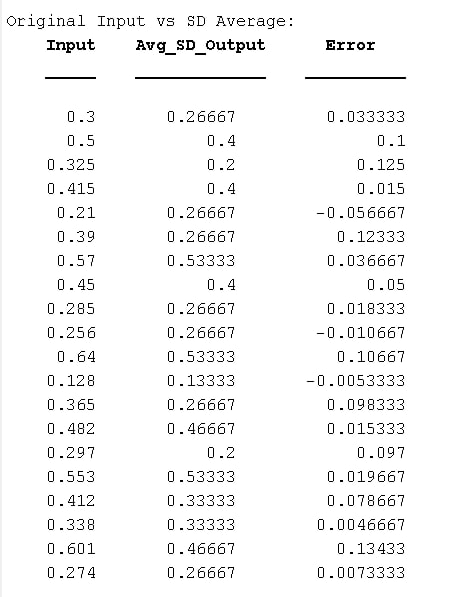 Original Input vs SD Average:
Input Avg_SD_Output Error
0.3 0.26667 0.033333
0.5 0.4 0.1
0.325 0.2 0.125
0.415 0.4 0.015
0.21 0.26667 -0.056667
0.39 0.26667 0.12333
0.57 0.53333 0.036667
0.45 0.4 0.05
0.285 0.26667 0.018333
0.256 0.26667 -0.010667
0.64 0.53333 0.10667
0.128 0.13333 -0.0053333
0.365 0.26667 0.098333
0.482 0.46667 0.015333
0.297 0.2 0.097
0.553 0.53333 0.019667
0.412 0.33333 0.078667
0.338 0.33333 0.0046667
0.601 0.46667 0.13433
0.274 0.26667 0.0073333